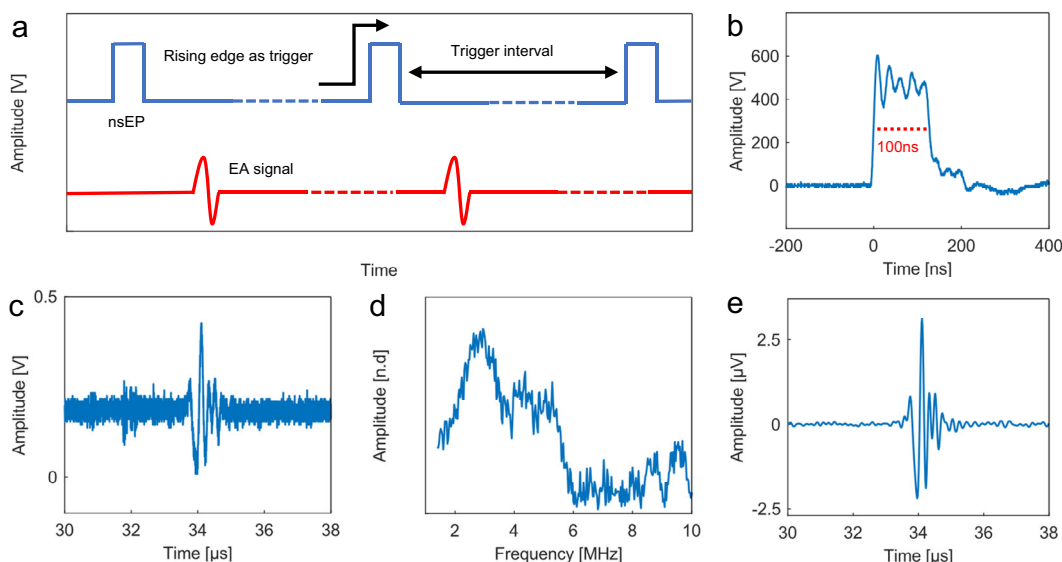 a
Amplitude [V]
Rising edge as trigger
Trigger interval
nsEP
EA signal
Time
b
Amplitude [V]
600
400
200
0
100ns
-200 0 200 400
Time [ns]
c
Amplitude [V]
0.5
0
30 32 34 36 38
Time [µs]
d
Amplitude [n.d]
2 4 6 8 10
Frequency [MHz]
e
Amplitude [µV]
2.5
0
-2.5
30 32 34 36 38
Time [µs]